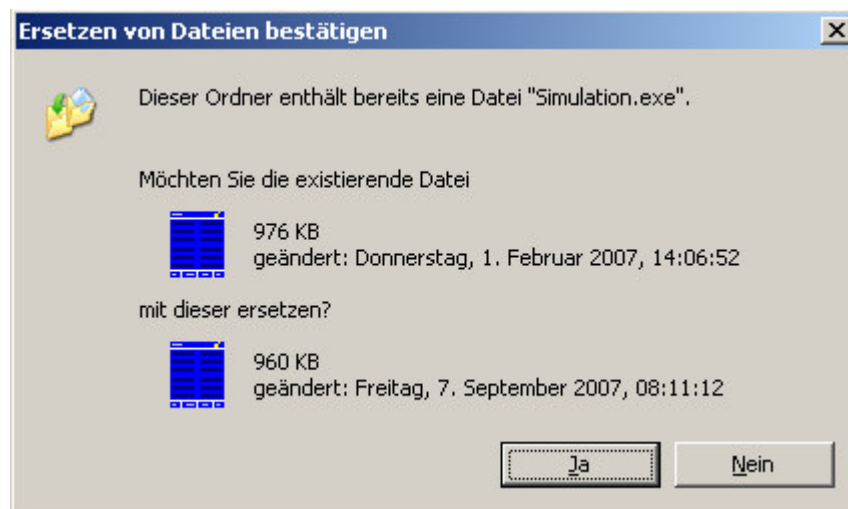 Ersetzen von Dateien bestätigen
Dieser Ordner enthält bereits eine Datei "Simulation.exe".
Möchten Sie die existierende Datei
976 KB
geändert: Donnerstag, 1. Februar 2007, 14:06:52
mit dieser ersetzen?
960 KB
geändert: Freitag, 7. September 2007, 08:11:12
Ja
Nein